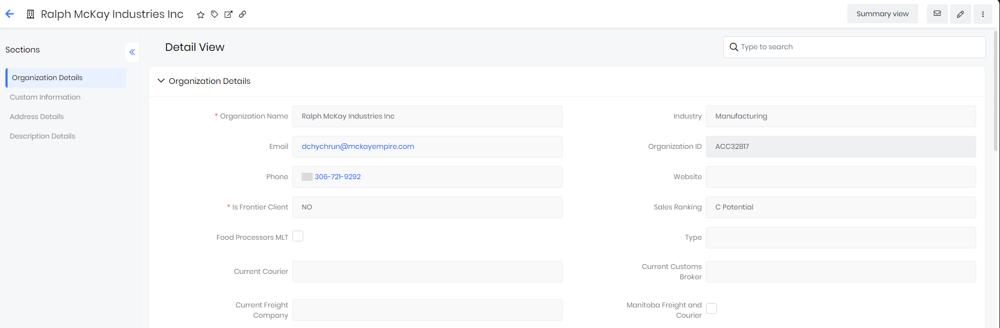 Ralph McKay Industries Inc
Summary view
Sections
Detail View
Type to search
Organization Details
Custom Information
Address Details
Description Details
Organization Details
* Organization Name
Ralph McKay Industries Inc
Industry
Manufacturing
Email
dchychrun@mckayempire.com
Organization ID
ACC32817
Phone
306-721-9292
Website
* Is Frontier Client
NO
Sales Ranking
C Potential
Food Processors MLT
Type
Current Courier
Current Customs
Broker
Current Freight
Company
Manitoba Freight and
Courier